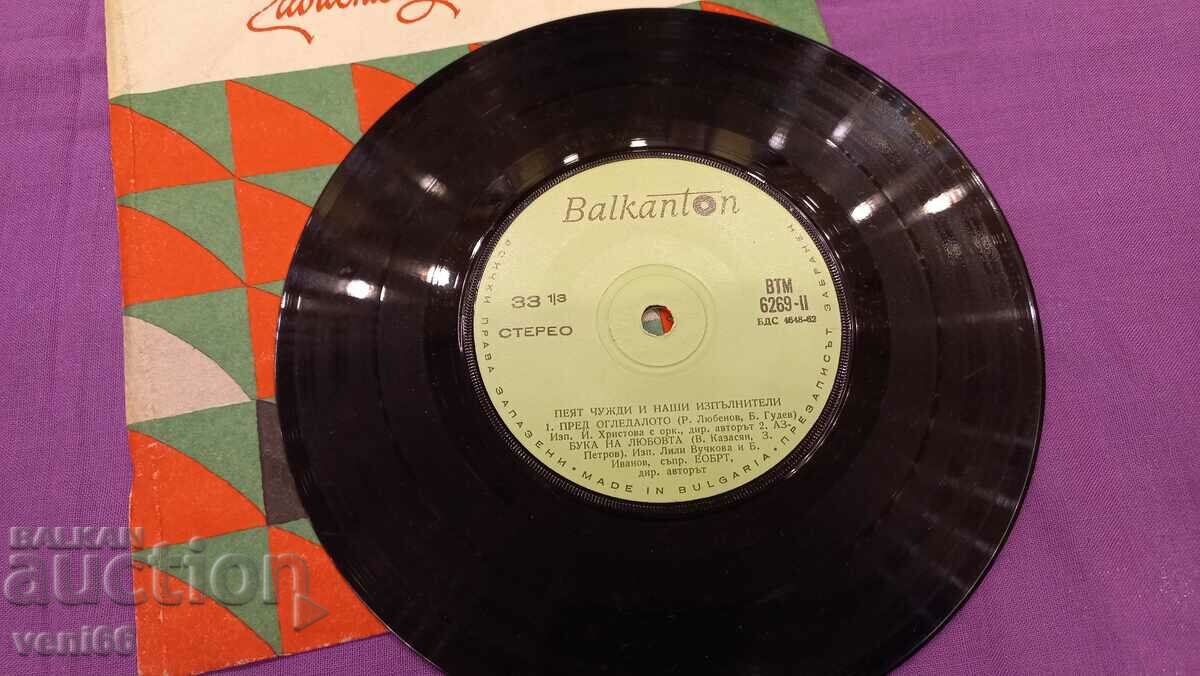 Balkanton
33 1/3
СТЕРЕО
ВТМ
6269-II
БДС 4648-62
ПЕЯТ ЧУЖДИ И НАШИ ИЗПЪЛНИТЕЛИ
1. ПРЕД ОГЛЕДАЛОТО (Р. Любенов, Б. Гудев)
Изп. Й. Христова с орк., дир. авторът 2. АЗ-
БУКА НА ЛЮБОВТА (В. Казасян, З.
Петров). Изп. Лили Вучкова и Б.
Иванов, съпр. ЕОБРТ,
дир. авторът
ВСИЧКИ ПРАВА ЗАПАЗЕНИ • MADE IN BULGARIA • ПРЕЗАПИСЪТ ЗАБРАНЕН
BALKAN
auction
veni66